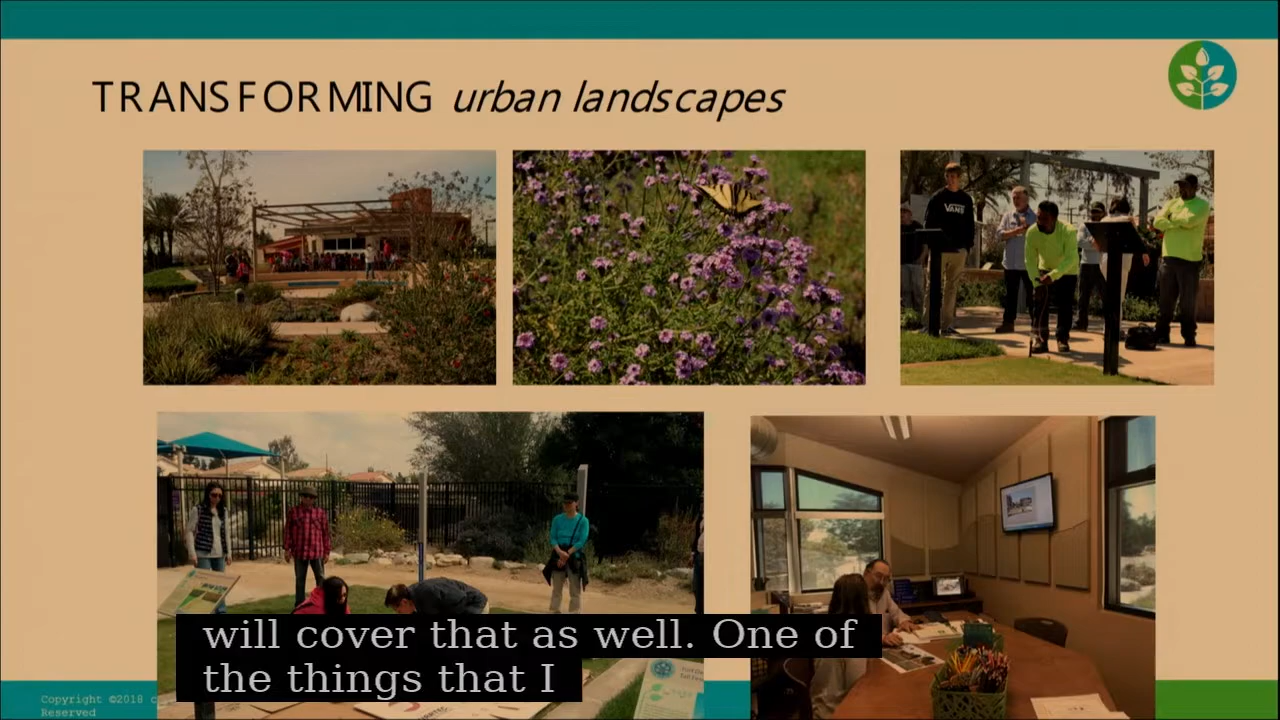 TRANSFORMING urban landscapes
VANS
will cover that as well. One of
the things that I
Copyright ©2018
Reserved